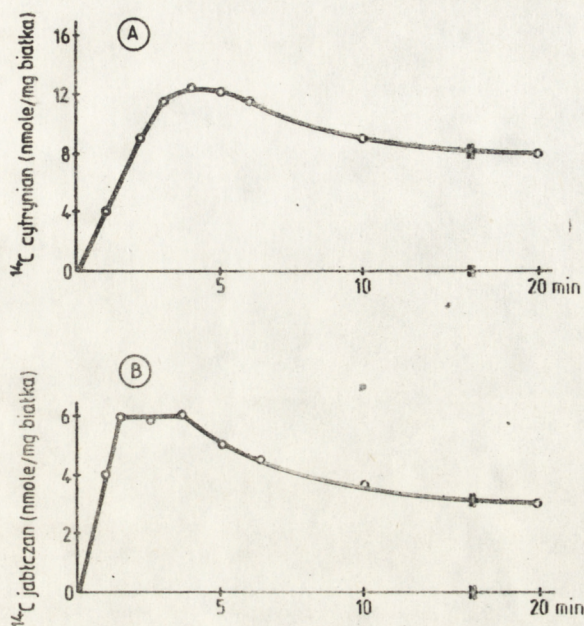 A
¹⁴C cytrynian (nmole/mg białka)
16
12
8
4
0
5
10
20 min
B
¹⁴C jabłczan (nmole/mg białka)
6
4
2
0
5
10
20 min